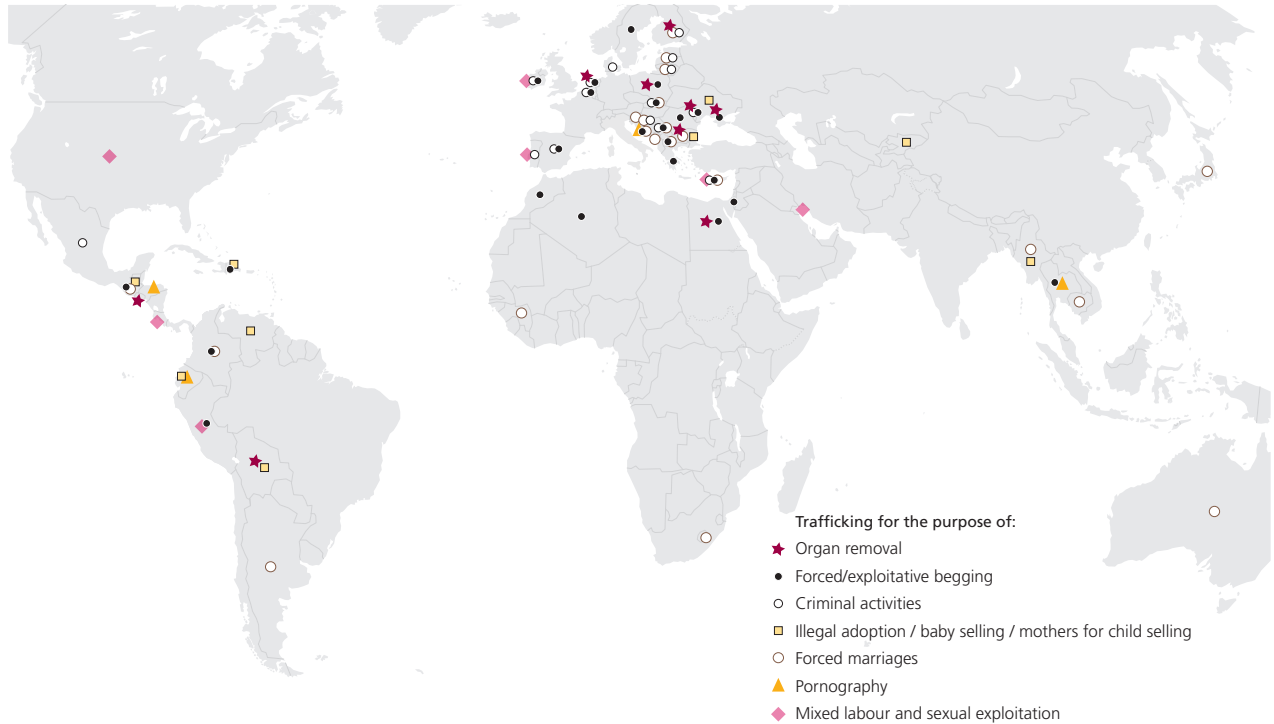 Trafficking for the purpose of:
Organ removal
Forced/exploitative begging
Criminal activities
Illegal adoption / baby selling / mothers for child selling
Forced marriages
Pornography
Mixed labour and sexual exploitation